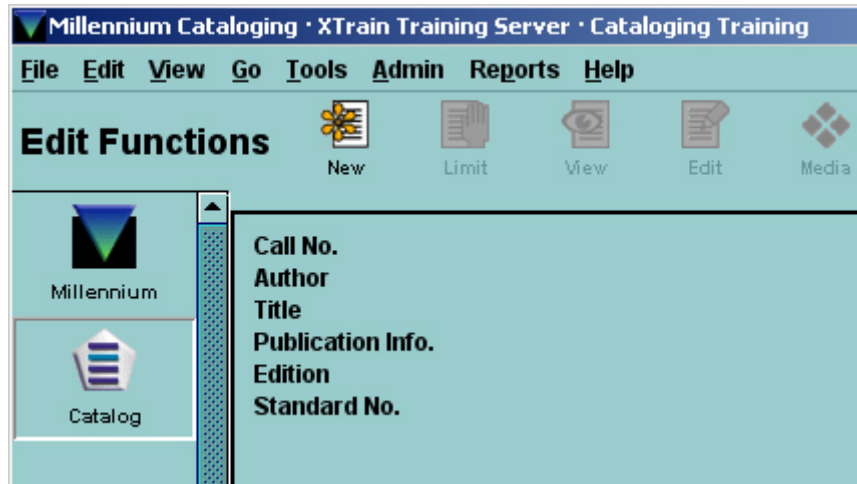 Millennium Cataloging · XTrain Training Server · Cataloging Training
File Edit View Go Tools Admin Reports Help
Edit Functions
New Limit View Edit Media
Millennium
Catalog
Call No.
Author
Title
Publication Info.
Edition
Standard No.